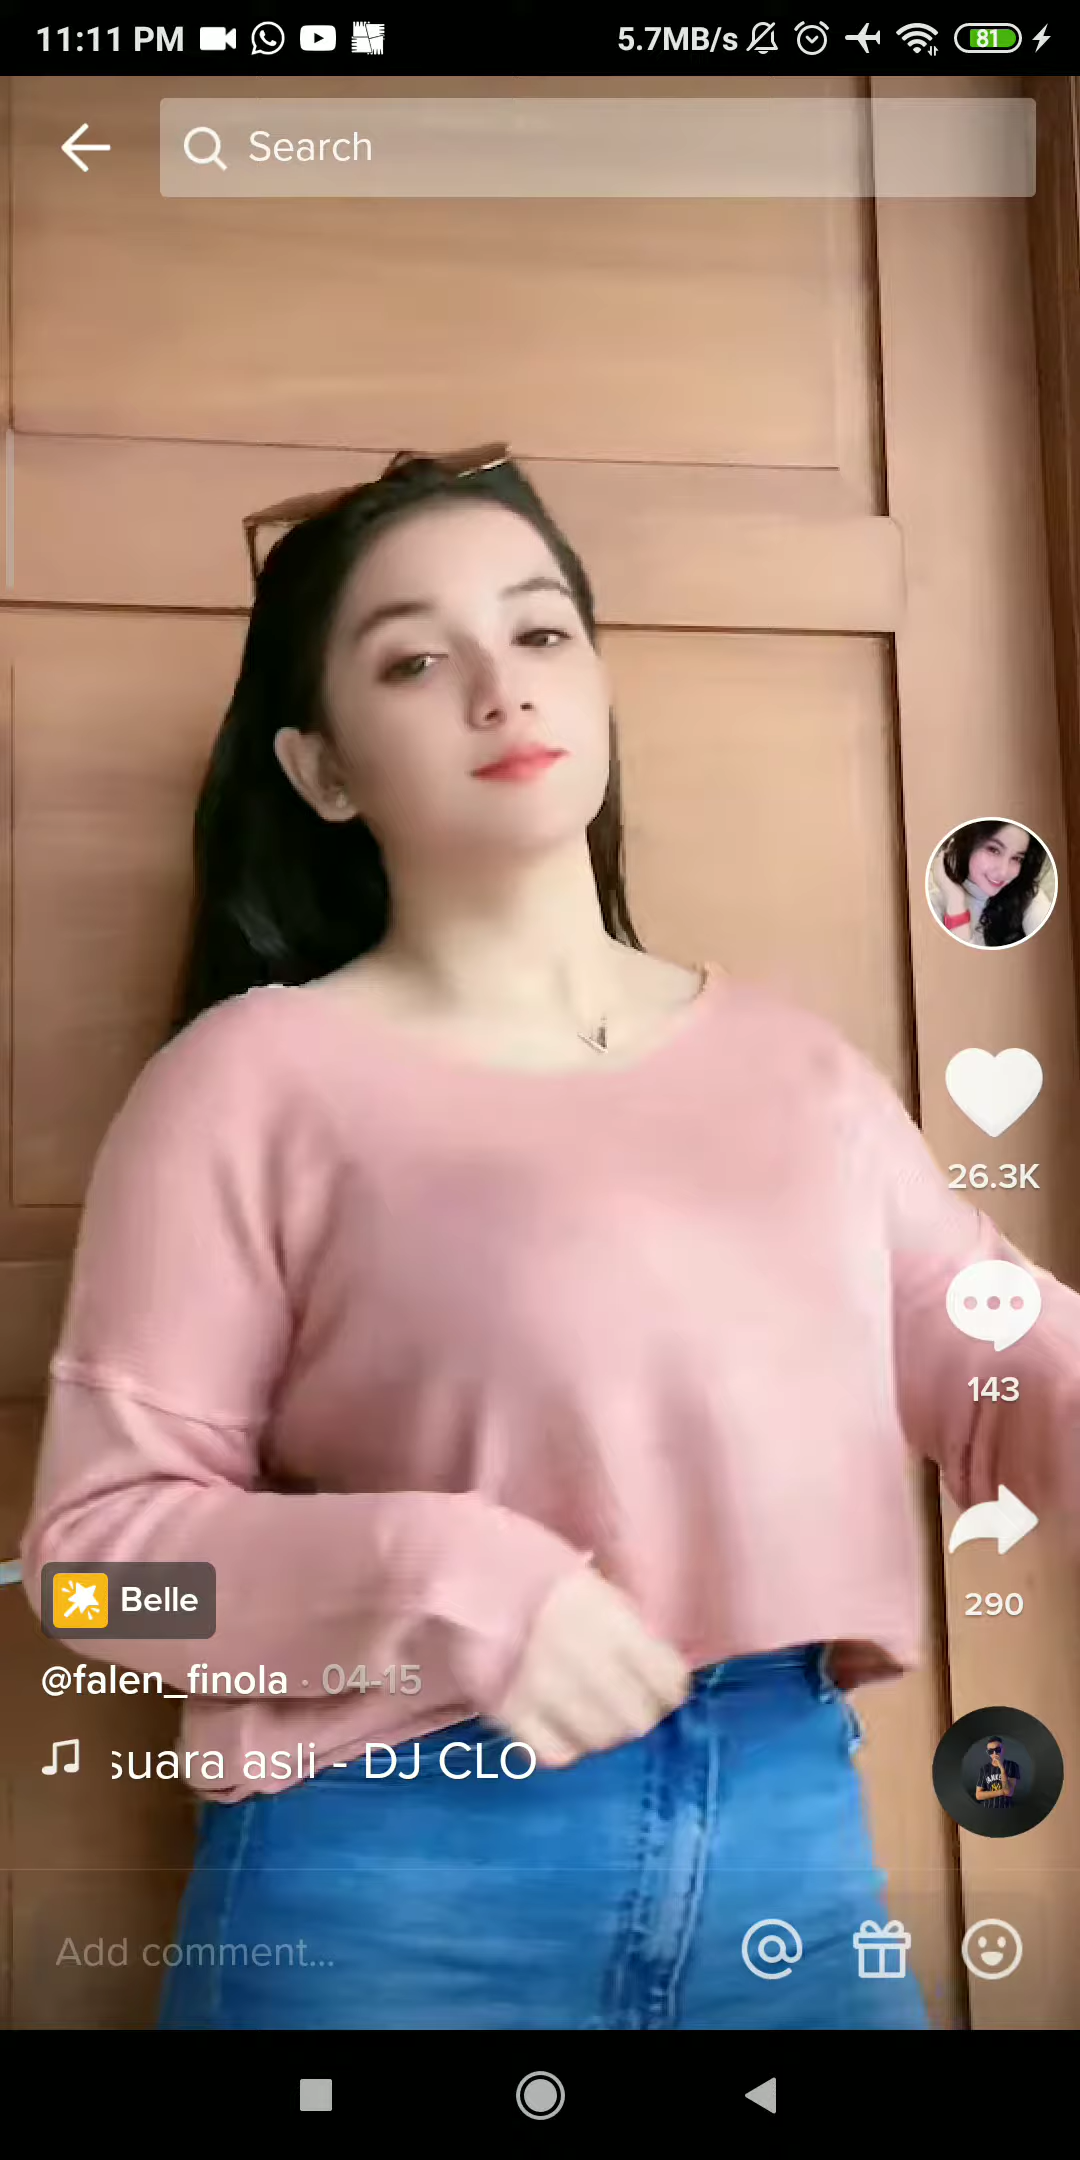 11:11 PM
5.7MB/s
81
Search
26.3K
143
290
Belle
@falen_finola · 04-15
suara asli - DJ CLO
Add comment...